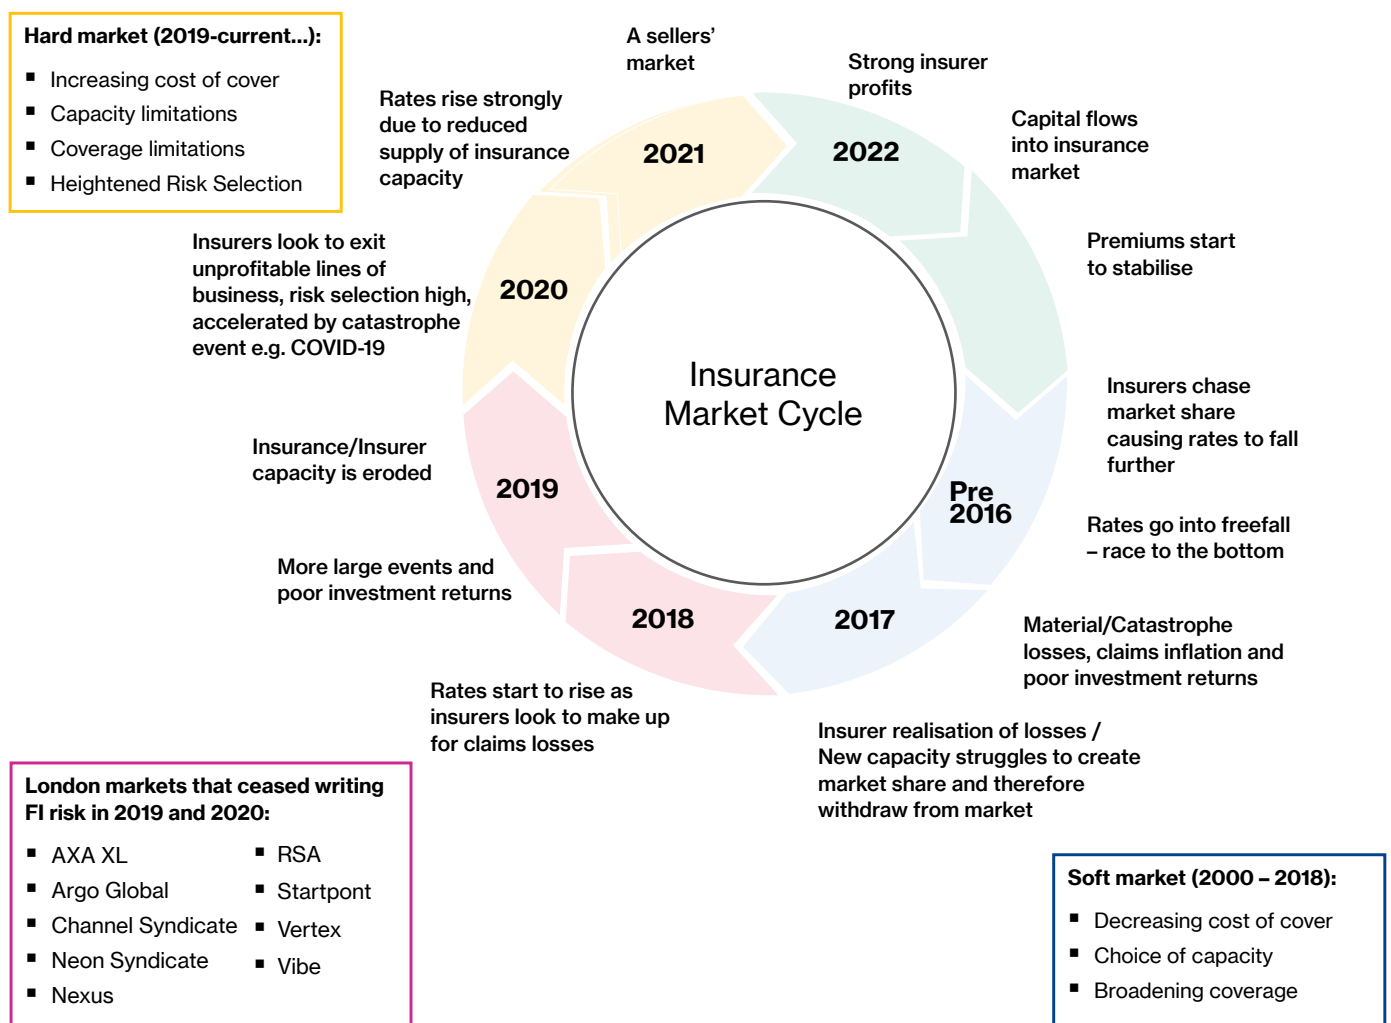 Hard market (2019-current...):
▪ Increasing cost of cover
▪ Capacity limitations
▪ Coverage limitations
▪ Heightened Risk Selection
A sellers’
market
Strong insurer
profits
Capital flows
into insurance
market
Premiums start
to stabilise
Insurers chase
market share
causing rates to fall
further
Rates go into freefall
– race to the bottom
Material/Catastrophe
losses, claims inflation and
poor investment returns
Insurer realisation of losses /
New capacity struggles to create
market share and therefore
withdraw from market
Rates start to rise as
insurers look to make up
for claims losses
More large events and
poor investment returns
Insurance/Insurer
capacity is eroded
Insurers look to exit
unprofitable lines of
business, risk selection high,
accelerated by catastrophe
event e.g. COVID-19
Rates rise strongly
due to reduced
supply of insurance
capacity
2021
2022
Pre
2016
2017
2018
2019
2020
Insurance
Market Cycle
London markets that ceased writing
FI risk in 2019 and 2020:
▪ AXA XL
▪ Argo Global
▪ Channel Syndicate
▪ Neon Syndicate
▪ Nexus
▪ RSA
▪ Startpont
▪ Vertex
▪ Vibe
Soft market (2000 – 2018):
▪ Decreasing cost of cover
▪ Choice of capacity
▪ Broadening coverage